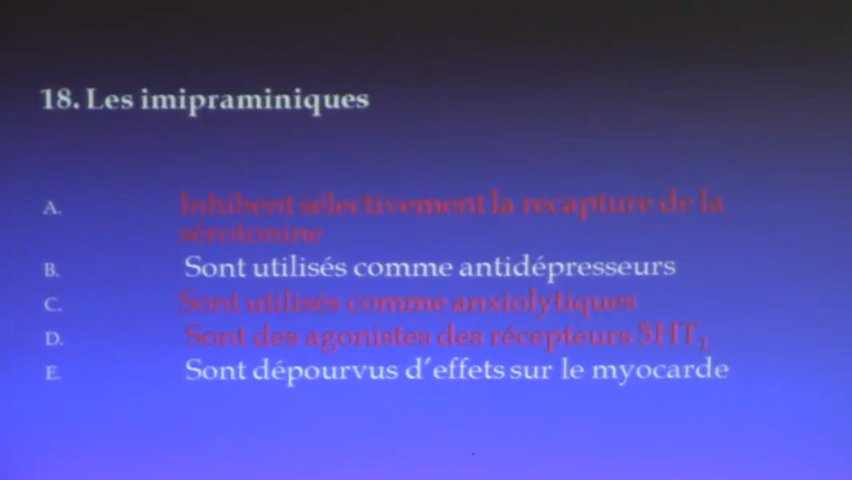 18. Les imipraminiques
A. Inhibent sélectivement la recapture de la
sérotonine
B. Sont utilisés comme antidépresseurs
C. Sont utilisés comme anxiolytiques
D. Sont des agonistes des récepteurs 5HT₁
E. Sont dépourvus d'effets sur le myocarde